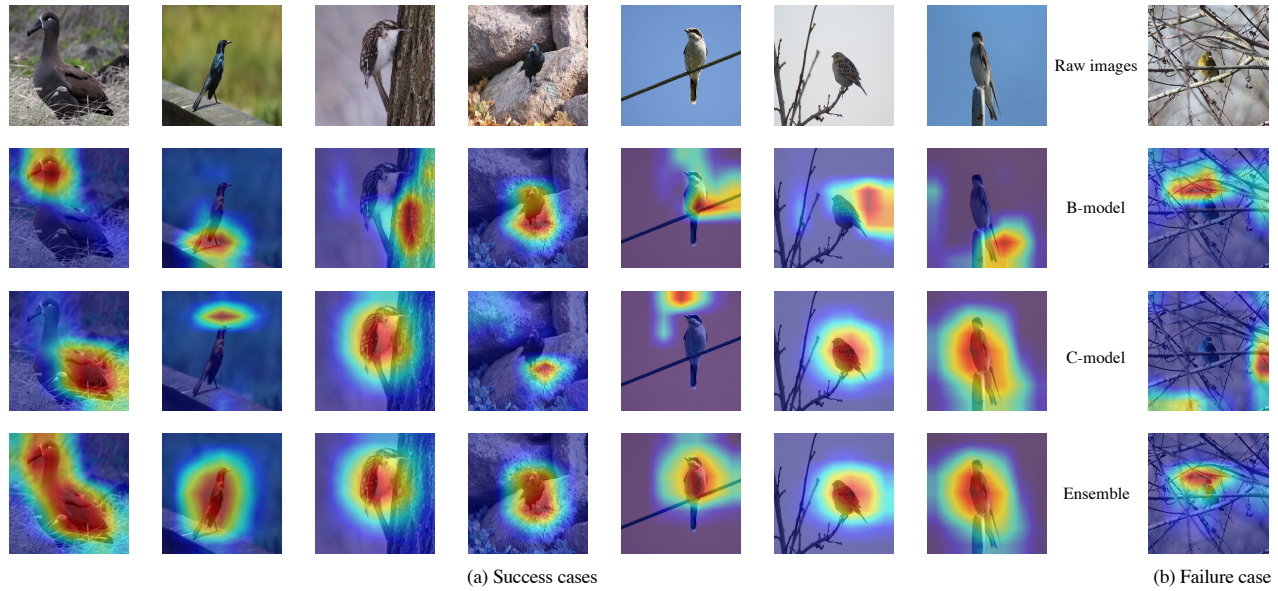 Raw images
B-model
C-model
Ensemble
(a) Success cases
(b) Failure case